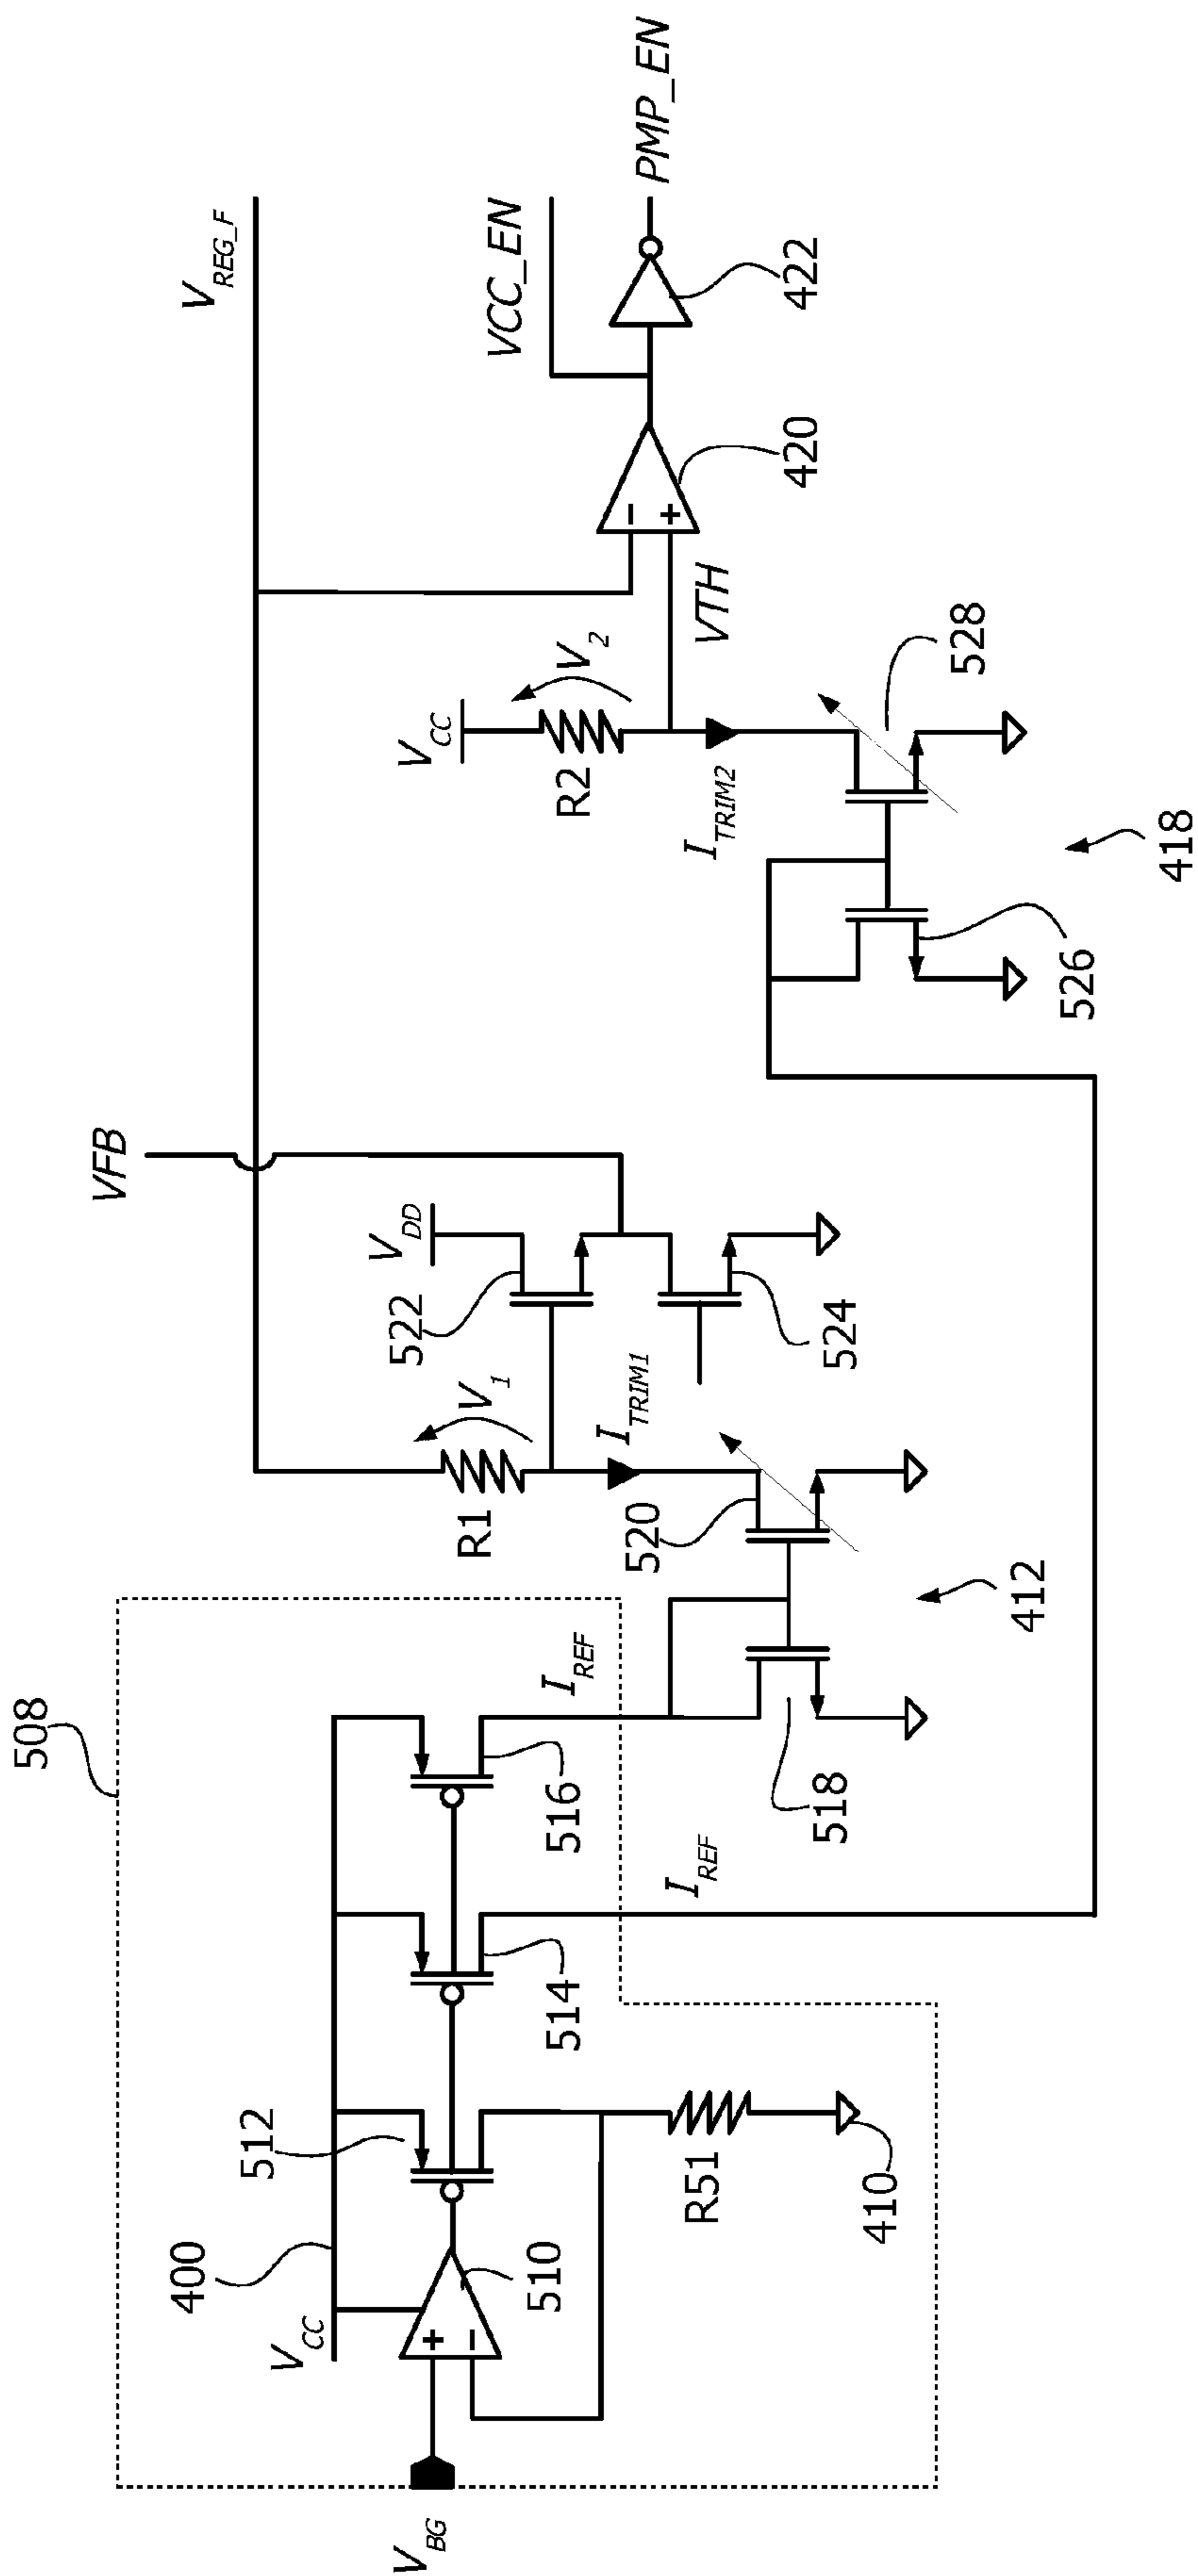 508
V_BG
V_CC
400
+
−
510
512
R51
410
514
516
I_REF
I_REF
518
412
520
R1
V_1
I_TRIM1
522
V_DD
524
VFB
V_REG_F
526
418
528
V_CC
R2
V_2
I_TRIM2
VTH
−
+
420
VCC_EN
422
PMP_EN